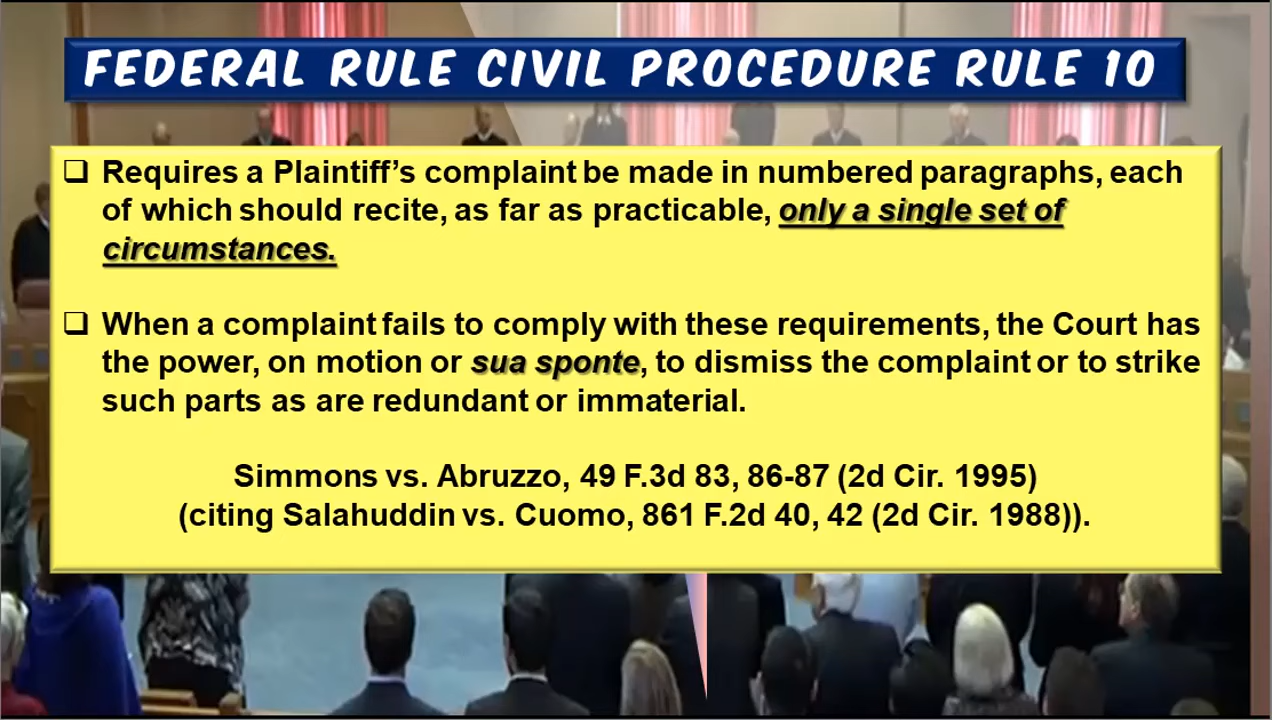 FEDERAL RULE CIVIL PROCEDURE RULE 10
❑ Requires a Plaintiff’s complaint be made in numbered paragraphs, each
of which should recite, as far as practicable, only a single set of
circumstances.
❑ When a complaint fails to comply with these requirements, the Court has
the power, on motion or sua sponte, to dismiss the complaint or to strike
such parts as are redundant or immaterial.
Simmons vs. Abruzzo, 49 F.3d 83, 86-87 (2d Cir. 1995)
(citing Salahuddin vs. Cuomo, 861 F.2d 40, 42 (2d Cir. 1988)).